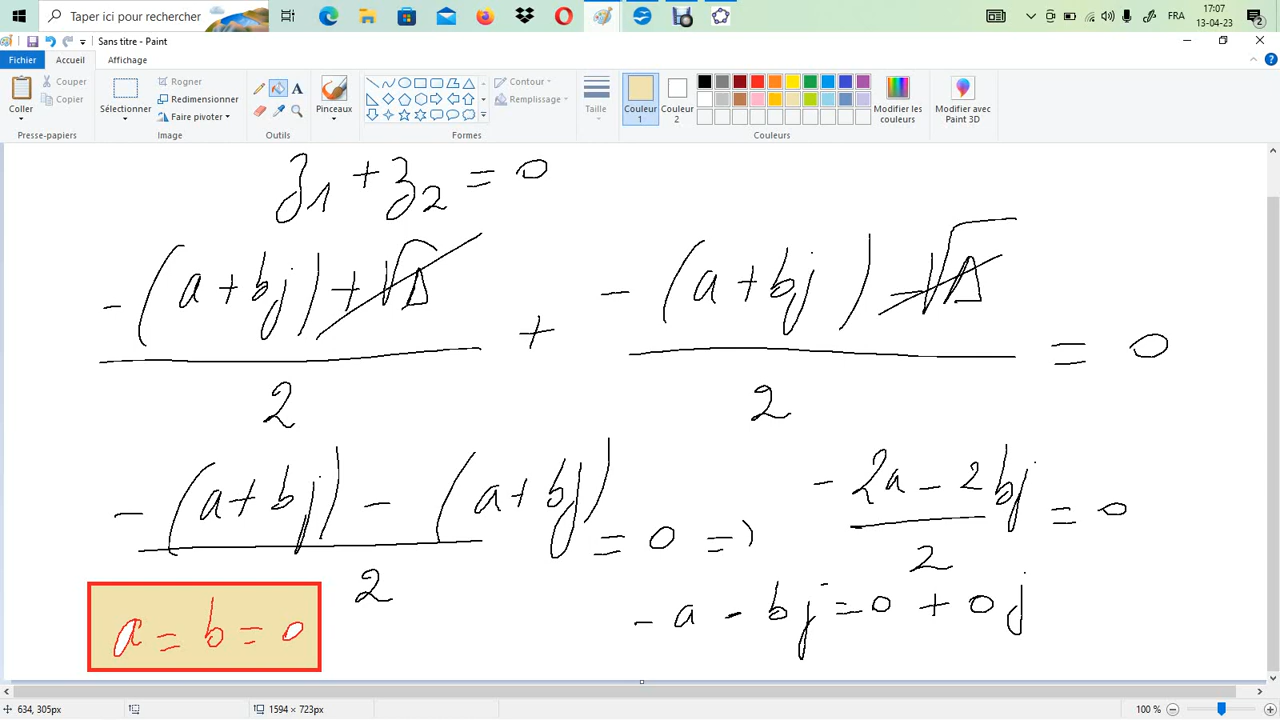 Taper ici pour rechercher
FRA
17:07
13-04-23
2
Sans titre - Paint
Fichier Accueil Affichage
Coller
Couper
Copier
Presse-papiers
Sélectionner
Rogner
Redimensionner
Faire pivoter
Image
A
Outils
Pinceaux
Contour
Remplissage
Formes
Taille
Couleur 1
Couleur 2
Modifier les couleurs
Couleurs
Modifier avec Paint 3D
z1 + z2 = 0
-(a+bj)+√Δ / 2 + -(a+bj)-√Δ / 2 = 0
-(a+bj) - (a+bj) / 2 = 0 => -2a - 2bj / 2 = 0
-a - bj = 0 + 0j
a = b = 0
634, 305px
1594 × 723px
100 %